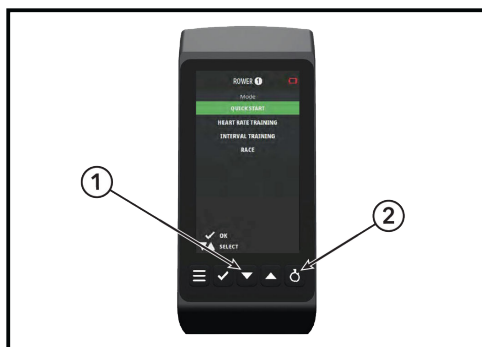 ROWER 1
Mode
QUICK START
HEART RATE TRAINING
INTERVAL TRAINING
RACE
OK
SELECT
1
2